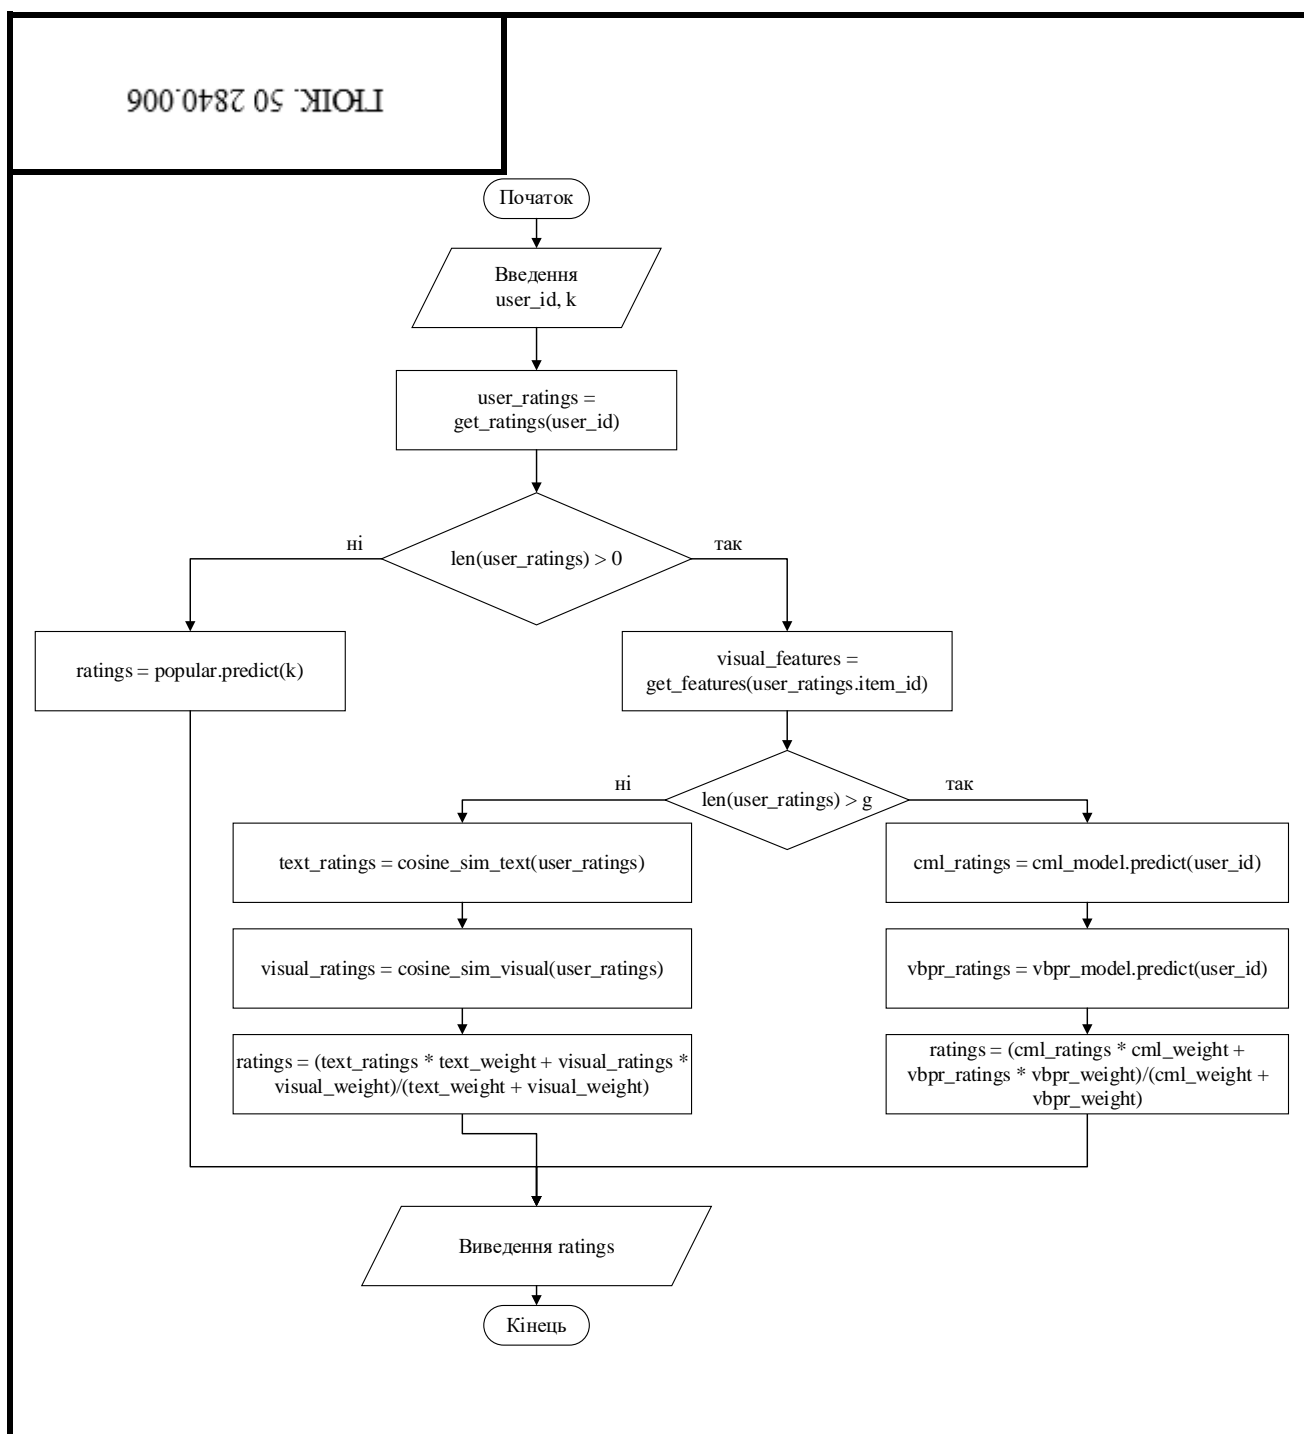 ГЮІК. 50 2840.006
Початок
Введення
user_id, k
user_ratings =
get_ratings(user_id)
len(user_ratings) > 0
ні
так
ratings = popular.predict(k)
visual_features =
get_features(user_ratings.item_id)
len(user_ratings) > g
ні
так
text_ratings = cosine_sim_text(user_ratings)
visual_ratings = cosine_sim_visual(user_ratings)
ratings = (text_ratings * text_weight + visual_ratings *
visual_weight)/(text_weight + visual_weight)
cml_ratings = cml_model.predict(user_id)
vbpr_ratings = vbpr_model.predict(user_id)
ratings = (cml_ratings * cml_weight +
vbpr_ratings * vbpr_weight)/(cml_weight +
vbpr_weight)
Виведення ratings
Кінець